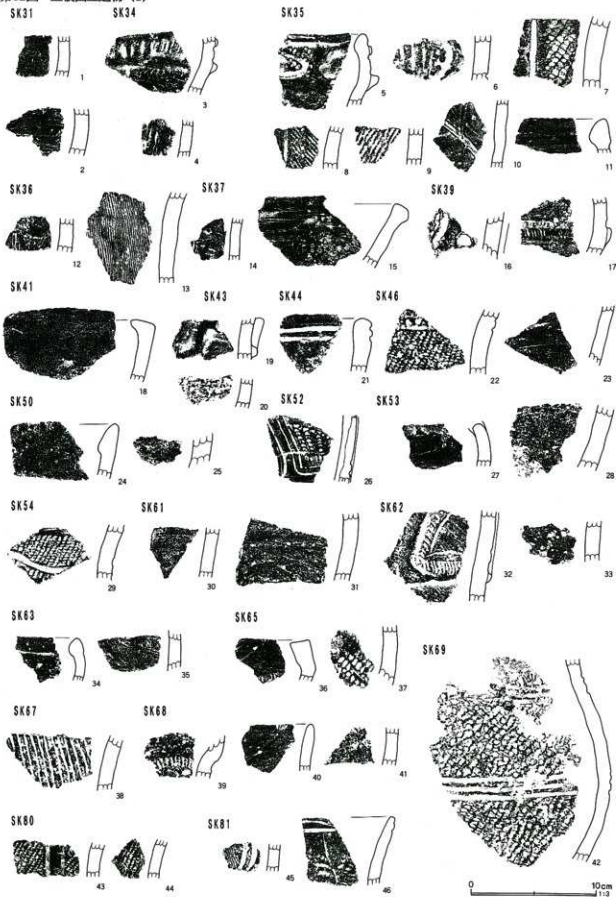 SK31 SK34 SK35
1 3 5 6 7
2 4 8 9 10 11
SK36 SK37 SK39
12 13 14 15 16 17
SK41 SK43 SK44 SK46
18 19 20 21 22 23
SK50 SK52 SK53
24 25 26 27 28
SK54 SK61 SK62
29 30 31 32 33
SK63 SK65 SK69
34 35 36 37
SK67 SK68
38 39 40 41 42
SK80 SK81
43 44 45 46
0 10cm
1:3